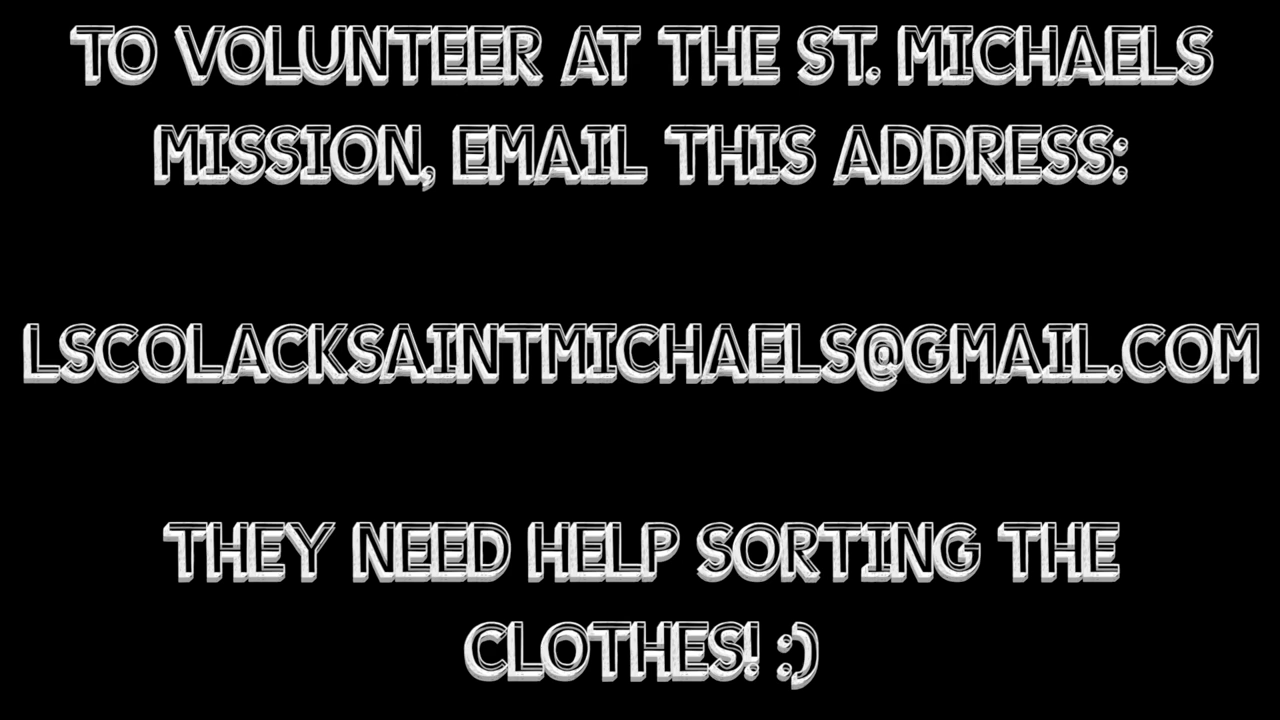 TO VOLUNTEER AT THE ST. MICHAELS
MISSION, EMAIL THIS ADDRESS:
LSCOLACKSAINTMICHAELS@GMAIL.COM
THEY NEED HELP SORTING THE
CLOTHES! :)